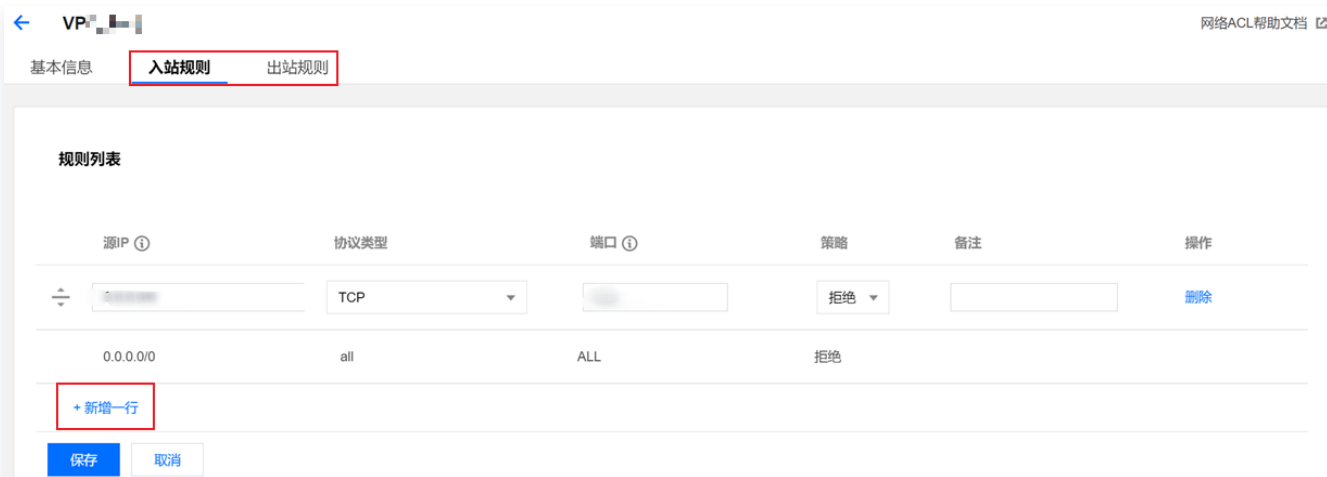 网络ACL帮助文档
基本信息 入站规则 出站规则
规则列表
源IP 协议类型 端口 策略 备注 操作
TCP 拒绝 删除
0.0.0.0/0 all ALL 拒绝
+ 新增一行
保存 取消